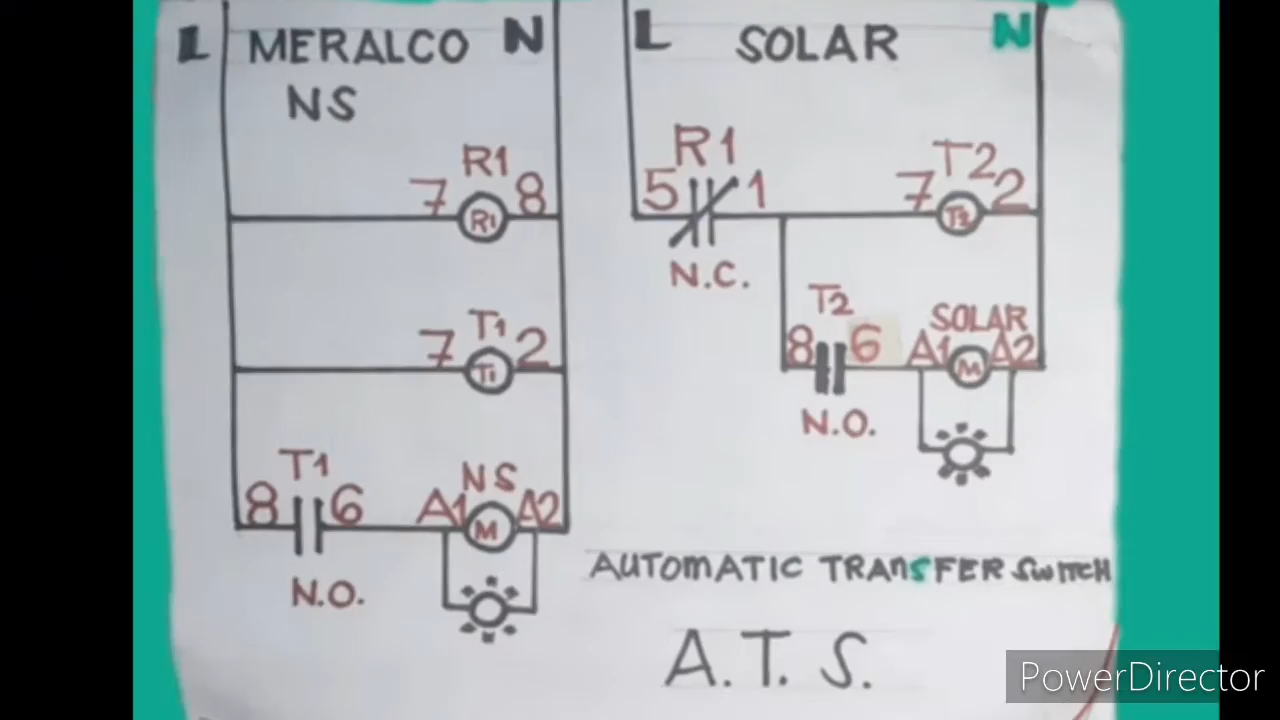 L MERALCO N
NS
R1
7 R1 8
T1
7 T1 2
T1 NS
8 6 A1 M A2
N.O.
L SOLAR N
R1 T2
5 1 7 T2 2
N.C.
T2 SOLAR
8 6 A1 M A2
N.O.
AUTOMATIC TRANSFER SWITCH
A.T.S.
PowerDirector